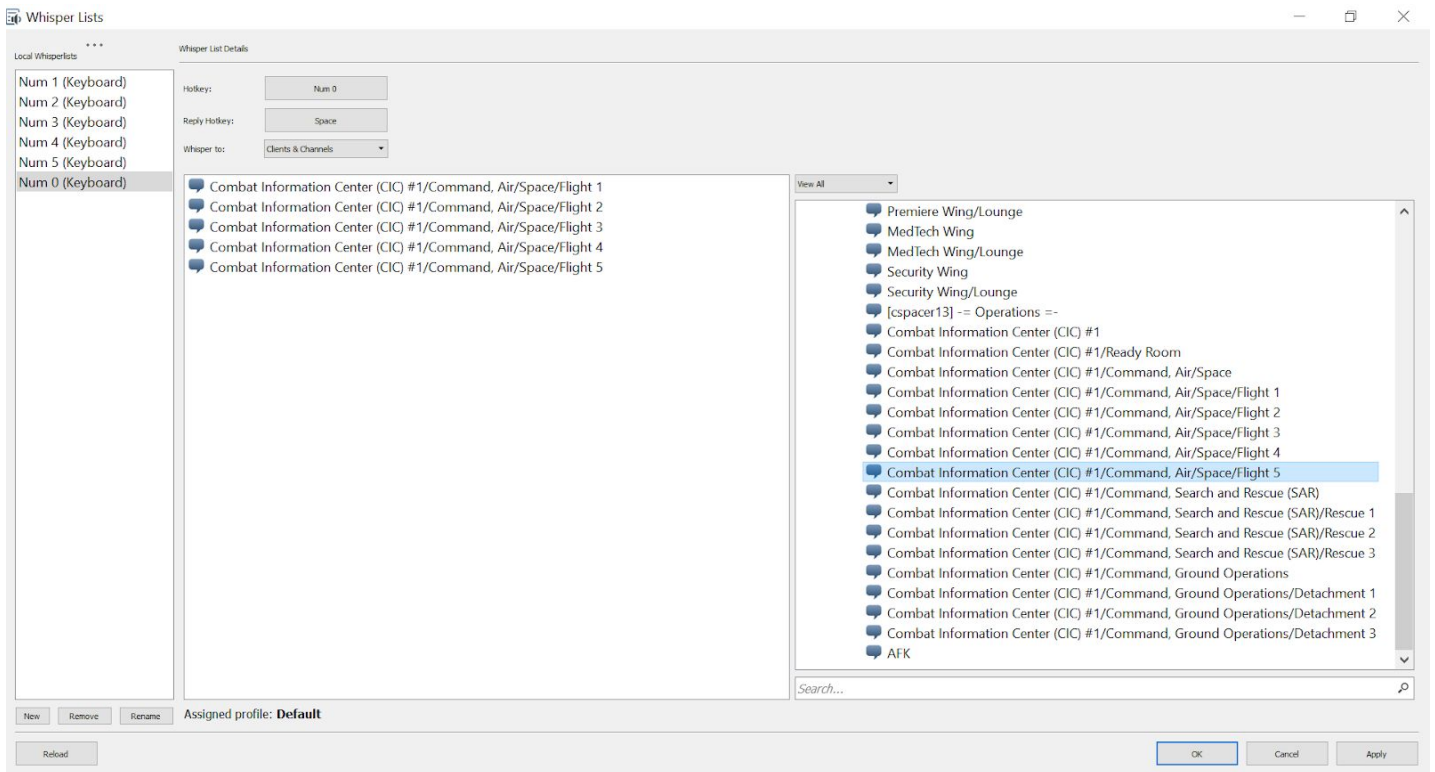 Whisper Lists
Local Whisperlists
...
Whisper List Details
Num 1 (Keyboard)
Num 2 (Keyboard)
Num 3 (Keyboard)
Num 4 (Keyboard)
Num 5 (Keyboard)
Num 0 (Keyboard)
Hotkey:
Num 0
Reply Hotkey:
Space
Whisper to:
Clients & Channels
Combat Information Center (CIC) #1/Command, Air/Space/Flight 1
Combat Information Center (CIC) #1/Command, Air/Space/Flight 2
Combat Information Center (CIC) #1/Command, Air/Space/Flight 3
Combat Information Center (CIC) #1/Command, Air/Space/Flight 4
Combat Information Center (CIC) #1/Command, Air/Space/Flight 5
View All
Premiere Wing/Lounge
MedTech Wing
MedTech Wing/Lounge
Security Wing
Security Wing/Lounge
[cspacer13] -= Operations =-
Combat Information Center (CIC) #1
Combat Information Center (CIC) #1/Ready Room
Combat Information Center (CIC) #1/Command, Air/Space
Combat Information Center (CIC) #1/Command, Air/Space/Flight 1
Combat Information Center (CIC) #1/Command, Air/Space/Flight 2
Combat Information Center (CIC) #1/Command, Air/Space/Flight 3
Combat Information Center (CIC) #1/Command, Air/Space/Flight 4
Combat Information Center (CIC) #1/Command, Air/Space/Flight 5
Combat Information Center (CIC) #1/Command, Search and Rescue (SAR)
Combat Information Center (CIC) #1/Command, Search and Rescue (SAR)/Rescue 1
Combat Information Center (CIC) #1/Command, Search and Rescue (SAR)/Rescue 2
Combat Information Center (CIC) #1/Command, Search and Rescue (SAR)/Rescue 3
Combat Information Center (CIC) #1/Command, Ground Operations
Combat Information Center (CIC) #1/Command, Ground Operations/Detachment 1
Combat Information Center (CIC) #1/Command, Ground Operations/Detachment 2
Combat Information Center (CIC) #1/Command, Ground Operations/Detachment 3
AFK
Search...
New
Remove
Rename
Assigned profile: Default
Reload
OK
Cancel
Apply